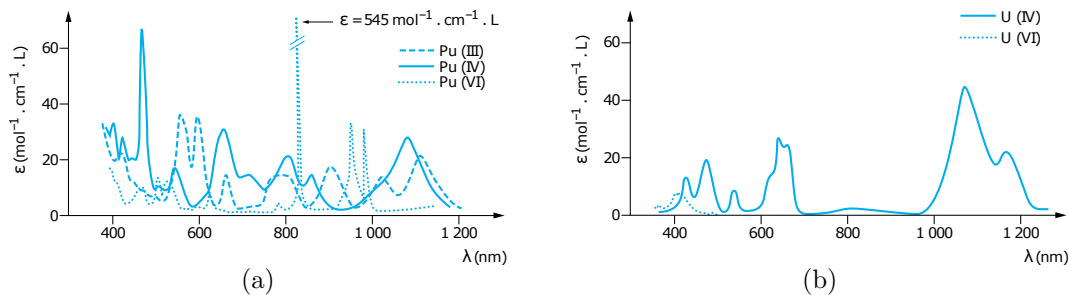 ε = 545 mol⁻¹ . cm⁻¹ . L
Pu (III)
Pu (IV)
Pu (VI)
ε (mol⁻¹ . cm⁻¹ . L)
60
40
20
0
400 600 800 1 000 1 200
λ (nm)
(a)
U (IV)
U (VI)
ε (mol⁻¹ . cm⁻¹ . L)
60
40
20
0
400 600 800 1 000 1 200
λ (nm)
(b)